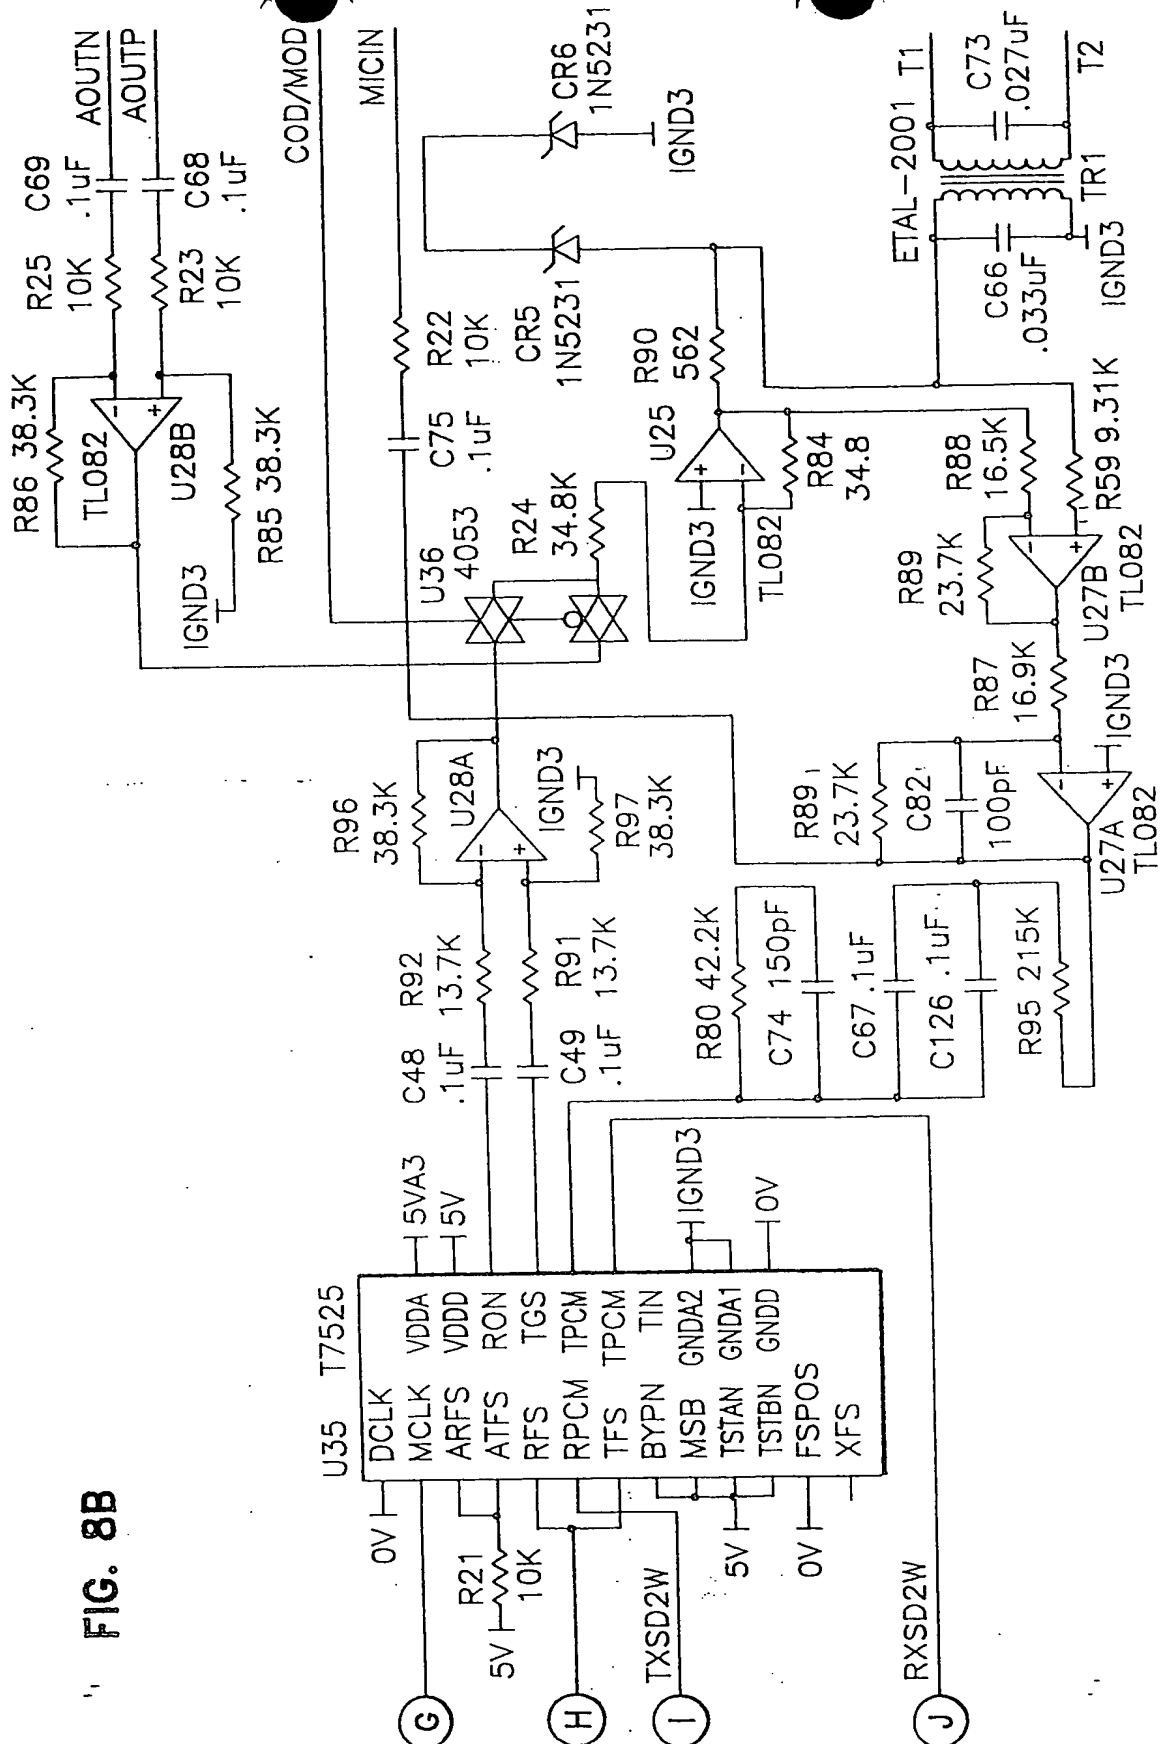 FIG. 8B
G
H
I
J
0V
R21
10K
5V
TXSD2W
5V
0V
RXSD2W
U35
T7525
DCLK
MCLK
ARFS
ATFS
RFS
RPCM
TFS
BYPN
MSB
TSTAN
TSTBN
FSPOS
XFS
VDDA
VDDD
RON
TGS
TPCM
TPCM
TIN
GNDA2
GNDA1
GNDD
5VA3
5V
IGND3
0V
C48
.1uF
R92
13.7K
C49
.1uF
R91
13.7K
R96
38.3K
U28A
-
+
IGND3
R97
38.3K
R80 42.2K
C74 150pF
C67 .1uF
C126 .1uF
R95 215K
R89
23.7K
C82
100pF
U27A
TL082
-
+
IGND3
R87
16.9K
R89
23.7K
U27B
TL082
-
+
R88
16.5K
R59 9.31K
R86 38.3K
TL082
U28B
-
+
R85 38.3K
IGND3
R25
10K
C69
.1uF
R23
10K
C68
.1uF
AOUTN
AOUTP
COD/MOD
MICIN
U36
4053
C75
.1uF
R22
10K
R24
34.8K
IGND3
U25
+
-
TL082
R84
34.8
R90
562
CR5
1N5231
CR6
1N5231
IGND3
ETAL-2001
T1
C66
.033uF
TR1
C73
.027uF
T2
IGND3